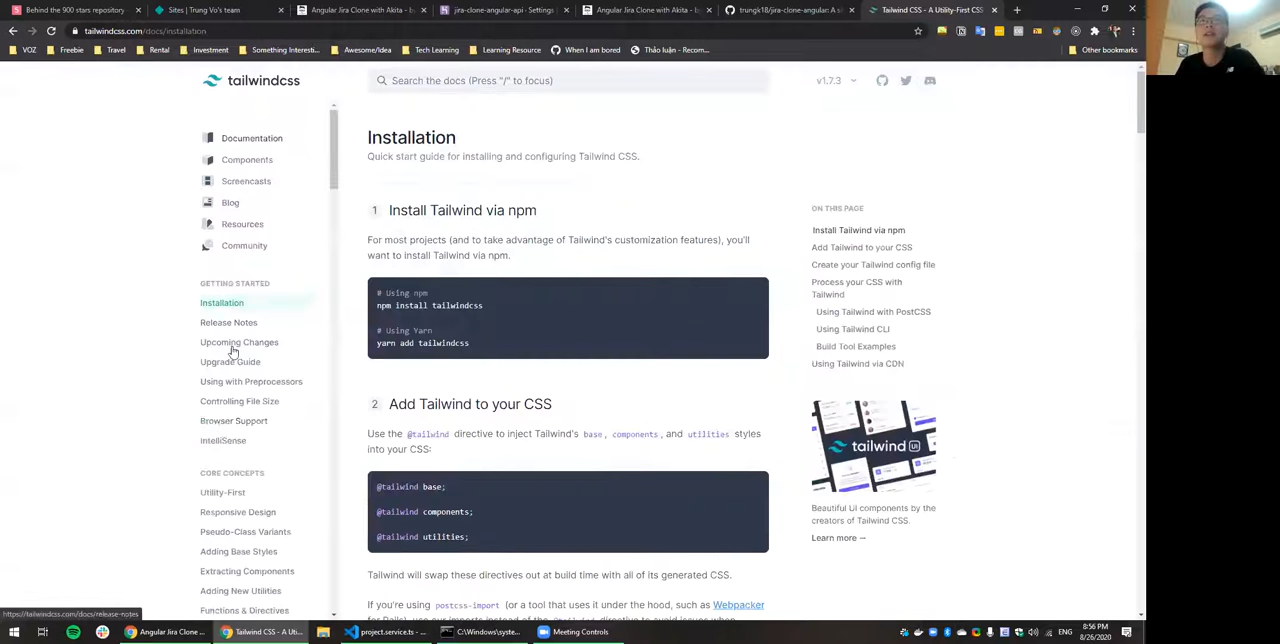 Behind the 900 stars repository
Sites | Trung Vo's team
Angular Jira Clone with Akita - b
jira-clone-angular-api - Settings |
Angular Jira Clone with Akita - b
trungk18/jira-clone-angular: A s
Tailwind CSS - A Utility-First CSS
tailwindcss.com/docs/installation
VOZ
Freebie
Travel
Rental
Investment
Something Interesti...
Awesome/Idea
Tech Learning
Learning Resource
When I am bored
Thảo luận - Recom...
Other bookmarks
tailwindcss
Search the docs (Press "/" to focus)
v1.7.3
Documentation
Components
Screencasts
Blog
Resources
Community
GETTING STARTED
Installation
Release Notes
Upcoming Changes
Upgrade Guide
Using with Preprocessors
Controlling File Size
Browser Support
IntelliSense
CORE CONCEPTS
Utility-First
Responsive Design
Pseudo-Class Variants
Adding Base Styles
Extracting Components
Adding New Utilities
Functions & Directives
Installation
Quick start guide for installing and configuring Tailwind CSS.
1 Install Tailwind via npm
For most projects (and to take advantage of Tailwind's customization features), you'll
want to install Tailwind via npm.
# Using npm
npm install tailwindcss
# Using Yarn
yarn add tailwindcss
2 Add Tailwind to your CSS
Use the @tailwind directive to inject Tailwind's base, components, and utilities styles
into your CSS:
@tailwind base;
@tailwind components;
@tailwind utilities;
Tailwind will swap these directives out at build time with all of its generated CSS.
If you're using postcss-import (or a tool that uses it under the hood, such as Webpacker
ON THIS PAGE
Install Tailwind via npm
Add Tailwind to your CSS
Create your Tailwind config file
Process your CSS with
Tailwind
Using Tailwind with PostCSS
Using Tailwind CLI
Build Tool Examples
Using Tailwind via CDN
tailwind UI
Beautiful UI components by the
creators of Tailwind CSS.
Learn more →
https://tailwindcss.com/docs/release-notes
Angular Jira Clone ...
Tailwind CSS - A Uti...
project.service.ts - ...
C:\Windows\syste...
Meeting Controls
ENG
8:56 PM
8/26/2020